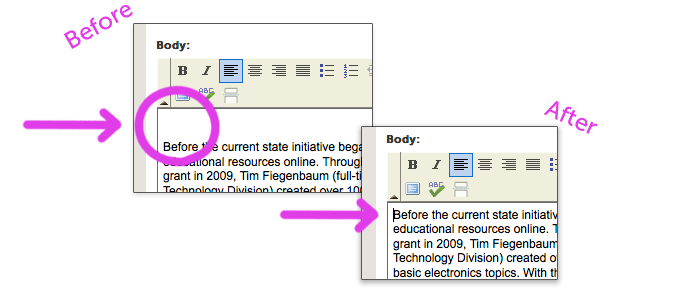 Before
Body:
B I
ABC
Before the current state initiative bega
educational resources online. Through
grant in 2009, Tim Fiegenbaum (full-ti
Technology Division) created over 100
After
Body:
B I
ABC
Before the current state initiativ
educational resources online. T
grant in 2009, Tim Fiegenbaum
Technology Division) created o
basic electronics topics. With th